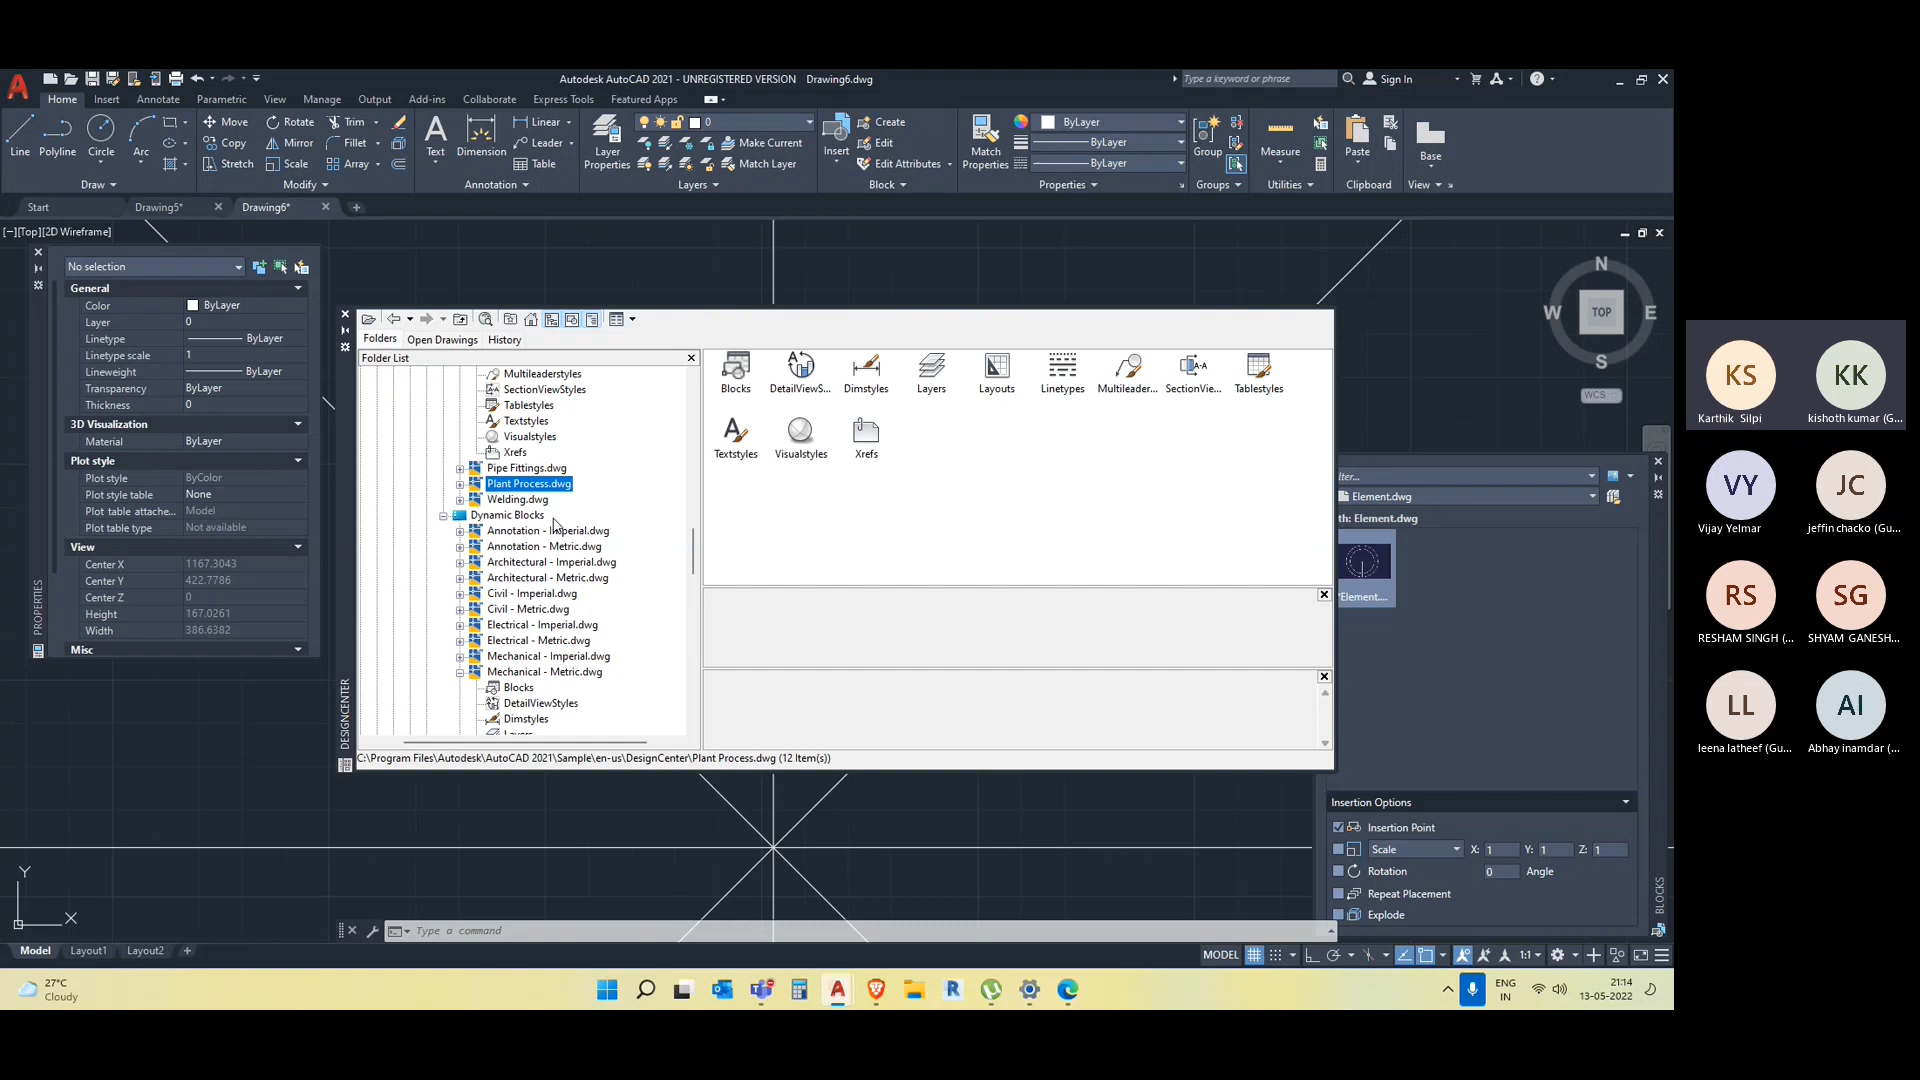 Autodesk AutoCAD 2021 - UNREGISTERED VERSION Drawing6.dwg
Type a keyword or phrase
Sign In
Home Insert Annotate Parametric View Manage Output Add-ins Collaborate Express Tools Featured Apps
Move Rotate Trim
Copy Mirror Fillet
Stretch Scale Array
Line Polyline Circle Arc
Text Dimension
Linear
Leader
Table
Layer
Properties
0
Make Current
Match Layer
Insert
Create
Edit
Edit Attributes
Match
Properties
ByLayer
ByLayer
ByLayer
Group
Measure
Paste
Base
Draw Modify Annotation Layers Block Properties Groups Utilities Clipboard View
Start Drawing5* Drawing6*
[−][Top][2D Wireframe]
No selection
General
Color ByLayer
Layer 0
Linetype ByLayer
Linetype scale 1
Lineweight ByLayer
Transparency ByLayer
Thickness 0
3D Visualization
Material ByLayer
Plot style
Plot style ByColor
Plot style table None
Plot table attache... Model
Plot table type Not available
View
Center X 1167.3043
Center Y 422.7786
Center Z 0
Height 167.0261
Width 386.6382
Misc
PROPERTIES
Folders Open Drawings History
Folder List
Multileaderstyles
SectionViewStyles
Tablestyles
Textstyles
Visualstyles
Xrefs
Pipe Fittings.dwg
Plant Process.dwg
Welding.dwg
Dynamic Blocks
Annotation - Imperial.dwg
Annotation - Metric.dwg
Architectural - Imperial.dwg
Architectural - Metric.dwg
Civil - Imperial.dwg
Civil - Metric.dwg
Electrical - Imperial.dwg
Electrical - Metric.dwg
Mechanical - Imperial.dwg
Mechanical - Metric.dwg
Blocks
DetailViewStyles
Dimstyles
Layers
DESIGNCENTER
Blocks DetailViewS... Dimstyles Layers Layouts Linetypes Multileader... SectionVie... Tablestyles
Textstyles Visualstyles Xrefs
C:\Program Files\Autodesk\AutoCAD 2021\Sample\en-us\DesignCenter\Plant Process.dwg (12 Item(s))
N
W TOP E
S
WCS
lter...
Element.dwg
th: Element.dwg
*Element....
Insertion Options
Insertion Point
Scale X: 1 Y: 1 Z: 1
Rotation 0 Angle
Repeat Placement
Explode
BLOCKS
Y
X
Type a command
Model Layout1 Layout2
MODEL 1:1
27°C
Cloudy
ENG
IN
21:14
13-05-2022
KS KK
Karthik Silpi kishoth kumar (G...
VY JC
Vijay Yelmar jeffin chacko (Gu...
RS SG
RESHAM SINGH (... SHYAM GANESH...
LL AI
leena latheef (Gu... Abhay inamdar (...